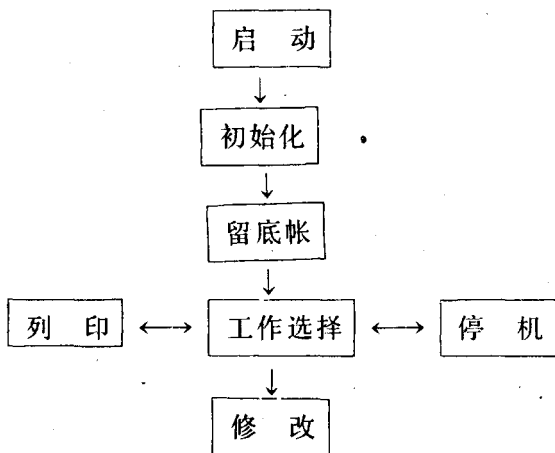 启动
初始化
留底帐
列印 ←→ 工作选择 ←→ 停机
修改